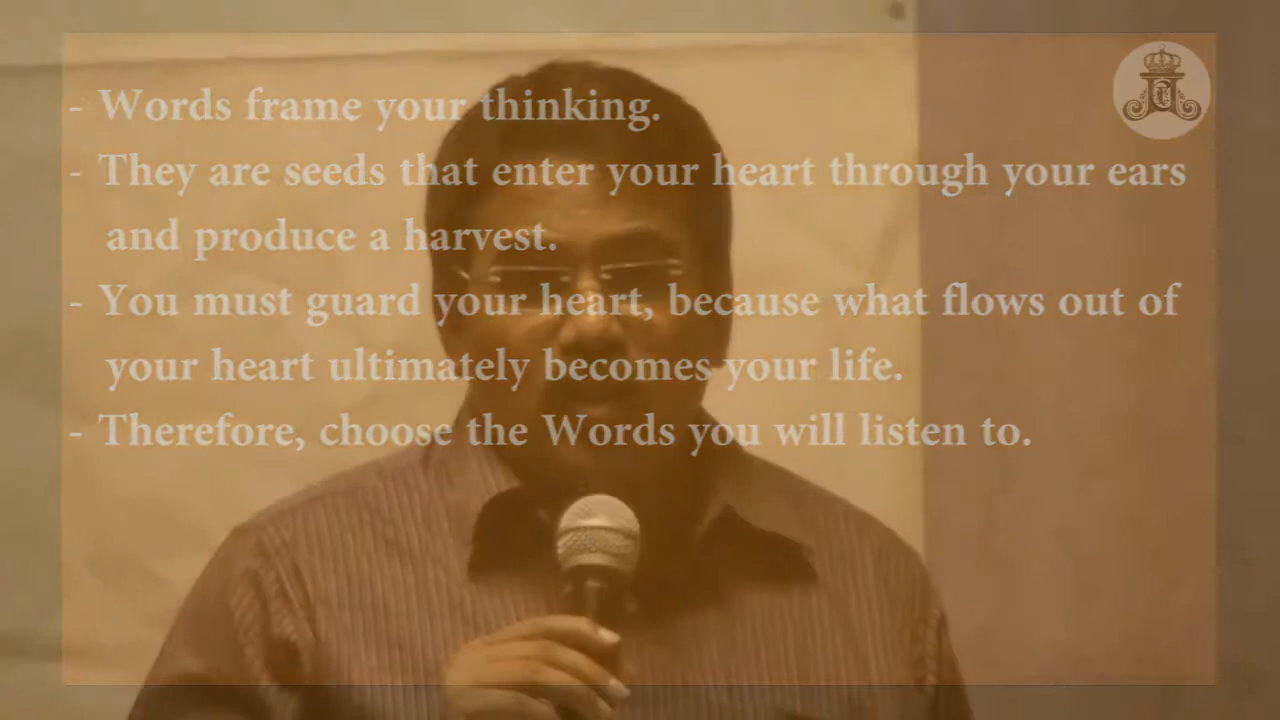 - Words frame your thinking.
- They are seeds that enter your heart through your ears
and produce a harvest.
- You must guard your heart, because what flows out of
your heart ultimately becomes your life.
- Therefore, choose the Words you will listen to.